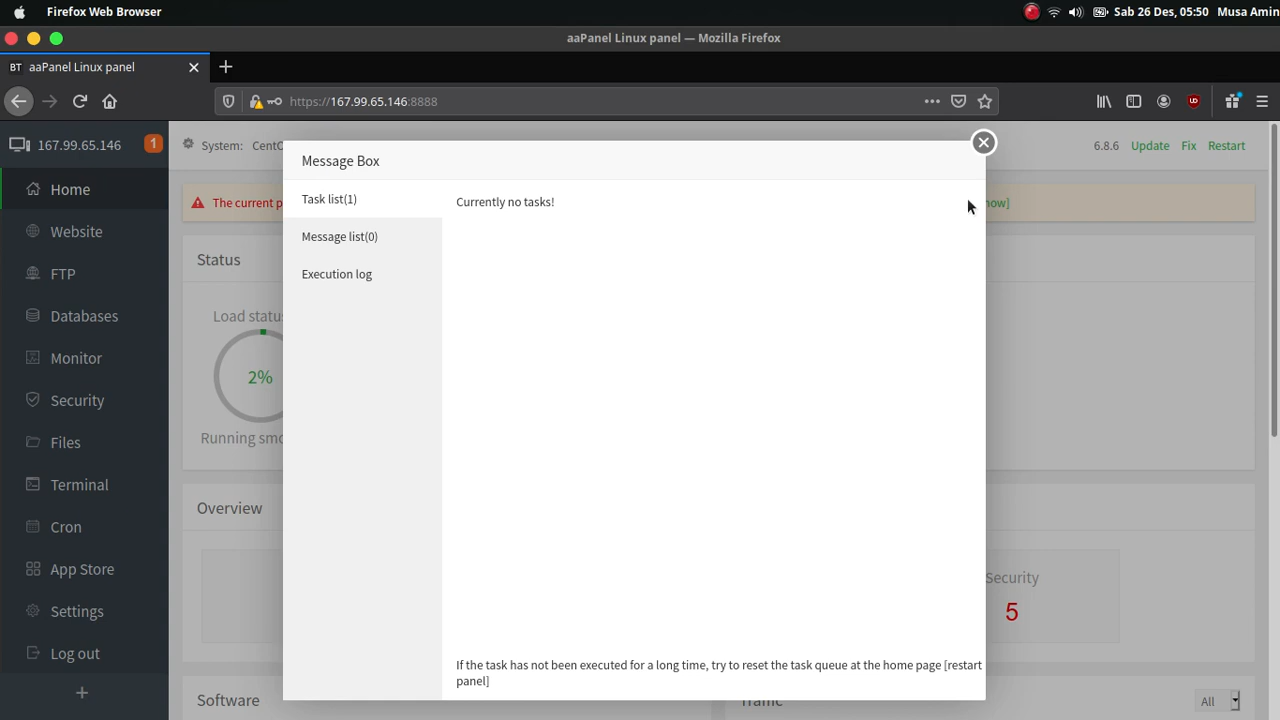 Firefox Web Browser
Sab 26 Des, 05:50 Musa Amin
aaPanel Linux panel — Mozilla Firefox
BT aaPanel Linux panel
https://167.99.65.146:8888
167.99.65.146 1
Home
Website
FTP
Databases
Monitor
Security
Files
Terminal
Cron
App Store
Settings
Log out
System: CentO
6.8.6 Update Fix Restart
The current p
now]
Status
Load statu
2%
Running smo
Overview
Security
5
Software
Traffic
All
Message Box
Task list(1)
Message list(0)
Execution log
Currently no tasks!
If the task has not been executed for a long time, try to reset the task queue at the home page [restart
panel]